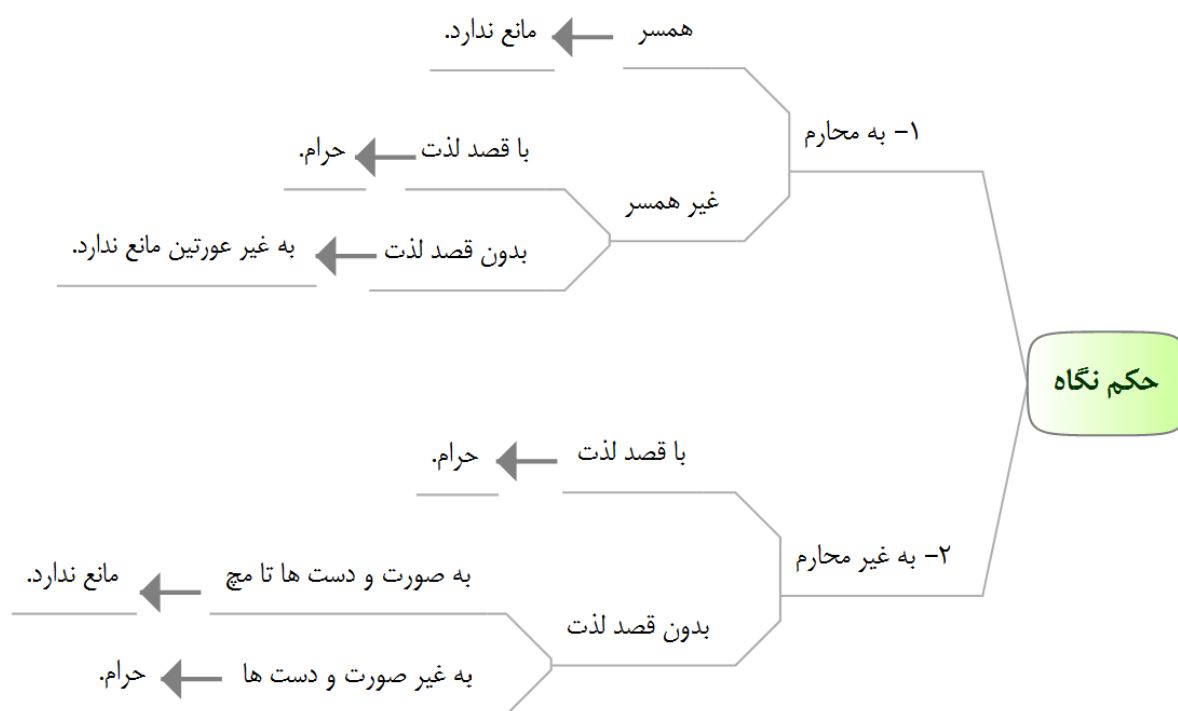 حکم نگاه
۱- به محارم
همسر
مانع ندارد.
غیر همسر
با قصد لذت
حرام.
بدون قصد لذت
به غیر عورتین مانع ندارد.
۲- به غیر محارم
با قصد لذت
حرام.
بدون قصد لذت
به صورت و دست ها تا مچ
مانع ندارد.
به غیر صورت و دست ها
حرام.